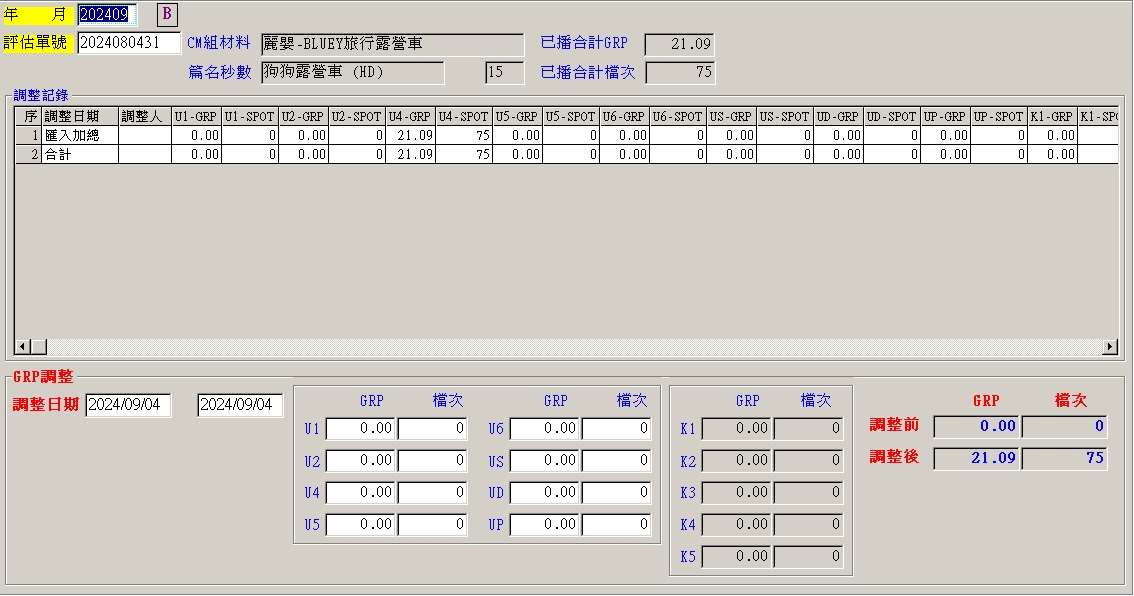 年 月 202409 B
評估單號 2024080431 CM組材料 麗嬰-BLUEY旅行露營車 已播合計GRP 21.09
篇名秒數 狗狗露營車 (HD) 15 已播合計檔次 75
調整記錄
序 調整日期 調整人 U1-GRP U1-SPOT U2-GRP U2-SPOT U4-GRP U4-SPOT U5-GRP U5-SPOT U6-GRP U6-SPOT US-GRP US-SPOT UD-GRP UD-SPOT UP-GRP UP-SPOT K1-GRP K1-SPO
1 匯入加總 0.00 0 0.00 0 21.09 75 0.00 0 0.00 0 0.00 0 0.00 0 0.00 0 0.00
2 合計 0.00 0 0.00 0 21.09 75 0.00 0 0.00 0 0.00 0 0.00 0 0.00 0 0.00
GRP調整
調整日期 2024/09/04 2024/09/04
GRP 檔次 GRP 檔次 GRP 檔次 GRP 檔次
U1 0.00 0 U6 0.00 0 K1 0.00 0 調整前 0.00 0
U2 0.00 0 US 0.00 0 K2 0.00 0 調整後 21.09 75
U4 0.00 0 UD 0.00 0 K3 0.00 0
U5 0.00 0 UP 0.00 0 K4 0.00 0
K5 0.00 0